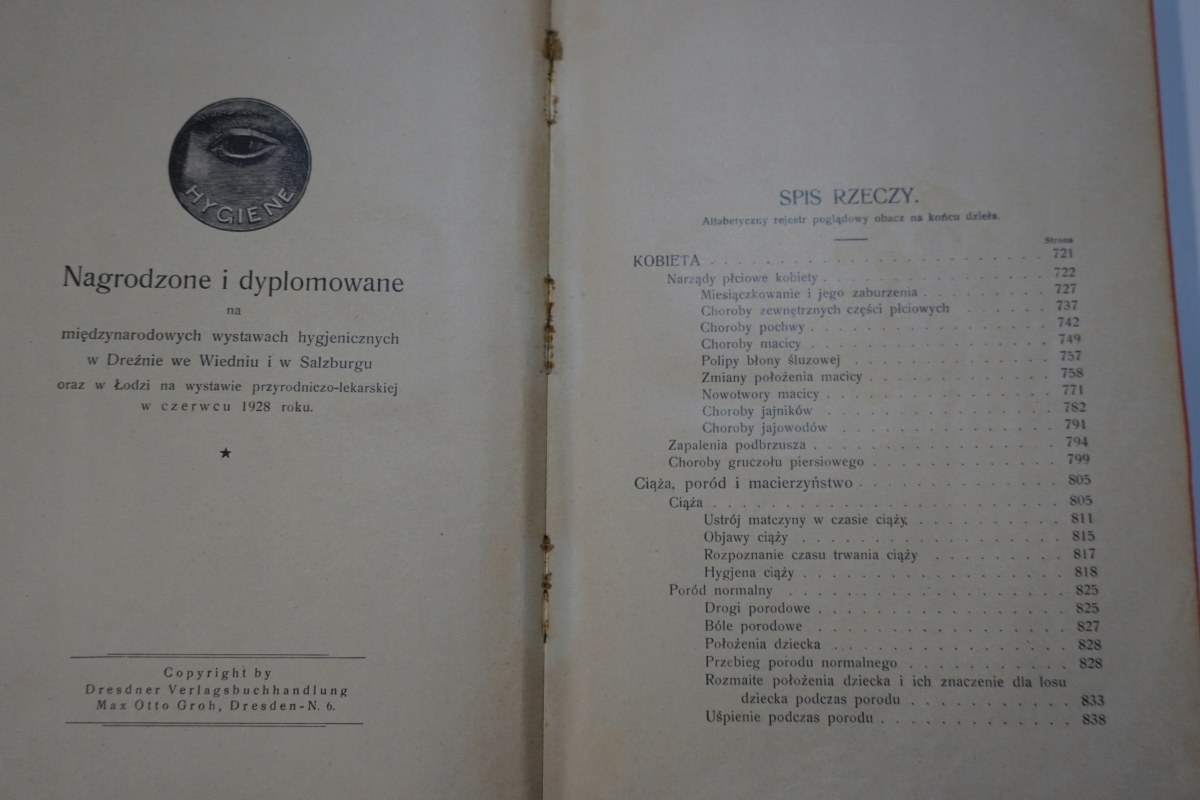 HYGIENE
Nagrodzone i dyplomowane
na
międzynarodowych wystawach hygjenicznych
w Dreźnie we Wiedniu i w Salzburgu
oraz w Łodzi na wystawie przyrodniczo-lekarskiej
w czerwcu 1928 roku.
★
Copyright by
Dresdner Verlagsbuchhandlung
Max Otto Groh, Dresden-N. 6.
SPIS RZECZY.
Alfabetyczny rejestr poglądowy obacz na końcu dzieła.
Strona
KOBIETA . . . . . . . . . . . . . . . . . . . . 721
Narządy płciowe kobiety . . . . . . . . . . . . . 722
Miesiączkowanie i jego zaburzenia . . . . . . . . 727
Choroby zewnętrznych części płciowych . . . . . . 737
Choroby pochwy . . . . . . . . . . . . . . . 742
Choroby macicy . . . . . . . . . . . . . . . 749
Polipy błony śluzowej . . . . . . . . . . . . 757
Zmiany położenia macicy . . . . . . . . . . . 758
Nowotwory macicy . . . . . . . . . . . . . . 771
Choroby jajników . . . . . . . . . . . . . . 782
Choroby jajowodów . . . . . . . . . . . . . 791
Zapalenia podbrzusza . . . . . . . . . . . . . . 794
Choroby gruczołu piersiowego . . . . . . . . . . . 799
Ciąża, poród i macierzyństwo . . . . . . . . . . . . 805
Ciąża . . . . . . . . . . . . . . . . . . . . 805
Ustrój matczyny w czasie ciąży . . . . . . . . . 811
Objawy ciąży . . . . . . . . . . . . . . . . 815
Rozpoznanie czasu trwania ciąży . . . . . . . . 817
Hygjena ciąży . . . . . . . . . . . . . . . . 818
Poród normalny . . . . . . . . . . . . . . . . 825
Drogi porodowe . . . . . . . . . . . . . . . 825
Bóle porodowe . . . . . . . . . . . . . . . 827
Położenia dziecka . . . . . . . . . . . . . . 828
Przebieg porodu normalnego . . . . . . . . . . 828
Rozmaite położenia dziecka i ich znaczenie dla losu
dziecka podczas porodu . . . . . . . . . . 833
Uśpienie podczas porodu . . . . . . . . . . . 838